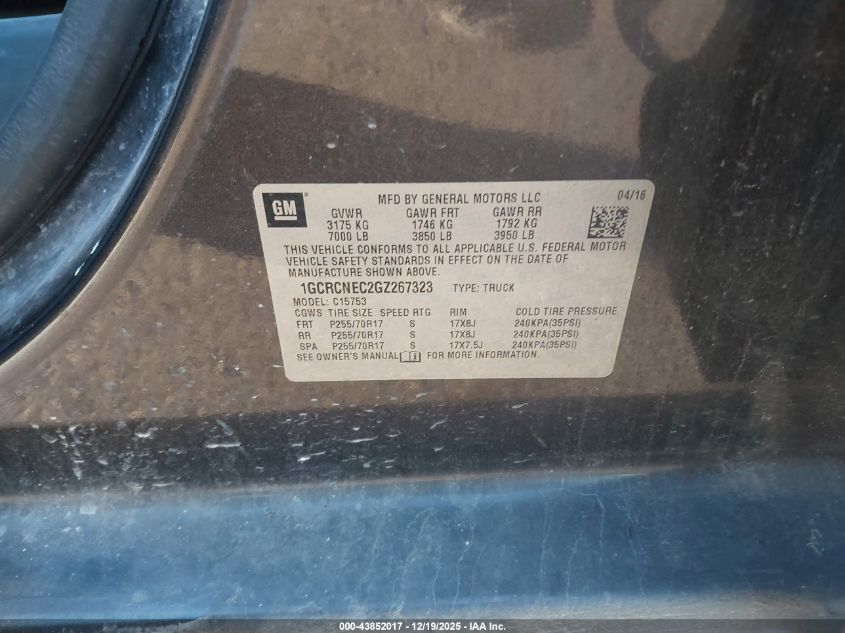 GM
MFD BY GENERAL MOTORS LLC 04/16
GVWR GAWR FRT GAWR RR
3175 KG 1746 KG 1792 KG
7000 LB 3850 LB 3950 LB
THIS VEHICLE CONFORMS TO ALL APPLICABLE U.S. FEDERAL MOTOR
VEHICLE SAFETY STANDARDS IN EFFECT ON THE DATE OF
MANUFACTURE SHOWN ABOVE.
1GCRCNEC2GZ267323 TYPE: TRUCK
MODEL: C15753
CGWS TIRE SIZE SPEED RTG RIM COLD TIRE PRESSURE
FRT P255/70R17 S 17X8J 240KPA(35PSI)
RR P255/70R17 S 17X8J 240KPA(35PSI)
SPA P255/70R17 S 17X7.5J 240KPA(35PSI)
SEE OWNER'S MANUAL FOR MORE INFORMATION.
000-43852017 - 12/19/2025 - IAA Inc.